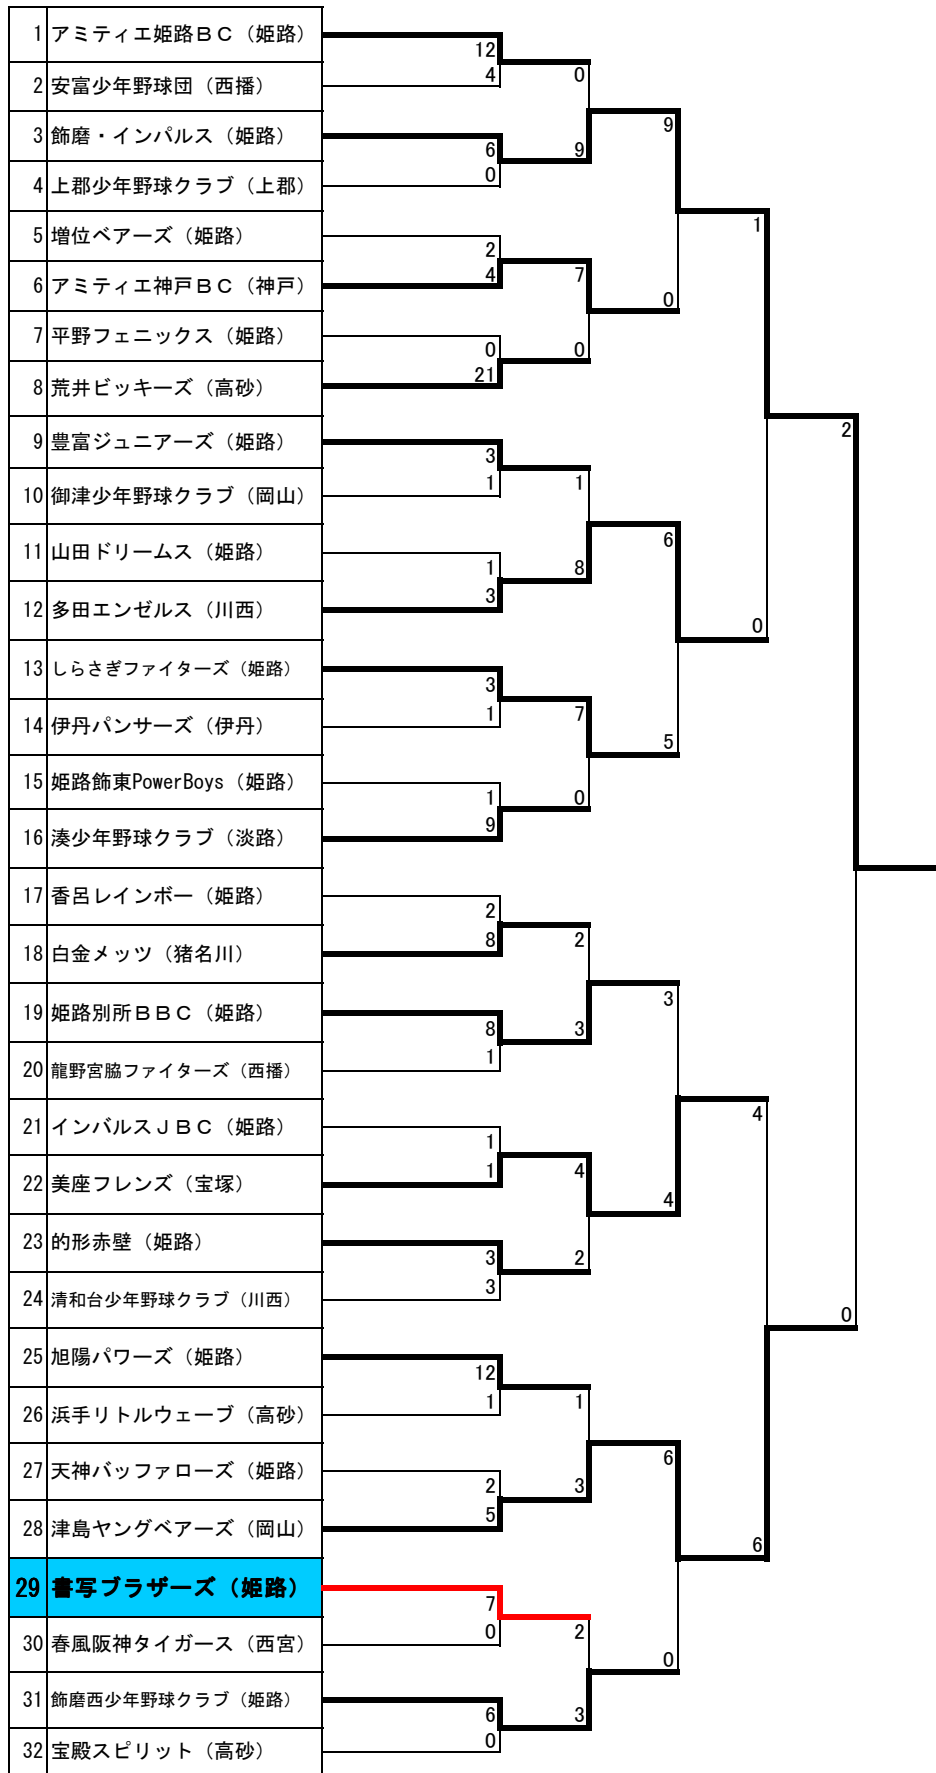 1 アミティエ姫路ＢＣ（姫路）
12
4
0
2 安富少年野球団（西播）
9
3 飾磨・インパルス（姫路）
6
9
0
4 上郡少年野球クラブ（上郡）
1
5 増位ベアーズ（姫路）
2
4
7
6 アミティエ神戸ＢＣ（神戸）
0
7 平野フェニックス（姫路）
0
0
21
8 荒井ビッキーズ（高砂）
2
9 豊富ジュニアーズ（姫路）
3
1
1
10 御津少年野球クラブ（岡山）
6
11 山田ドリームス（姫路）
1
8
3
12 多田エンゼルス（川西）
0
13 しらさぎファイターズ（姫路）
3
1
7
14 伊丹パンサーズ（伊丹）
5
15 姫路飾東PowerBoys（姫路）
1
0
9
16 湊少年野球クラブ（淡路）
17 香呂レインボー（姫路）
2
8
2
18 白金メッツ（猪名川）
3
19 姫路別所ＢＢＣ（姫路）
8
3
1
20 龍野宮脇ファイターズ（西播）
4
21 インパルスＪＢＣ（姫路）
1
1
4
22 美座フレンズ（宝塚）
4
23 的形赤壁（姫路）
3
2
3
24 清和台少年野球クラブ（川西）
0
25 旭陽パワーズ（姫路）
12
1
1
26 浜手リトルウェーブ（高砂）
6
27 天神バッファローズ（姫路）
2
3
5
28 津島ヤングベアーズ（岡山）
6
29 書写ブラザーズ（姫路）
7
0
2
30 春風阪神タイガース（西宮）
0
31 飾磨西少年野球クラブ（姫路）
6
3
0
32 宝殿スピリット（高砂）